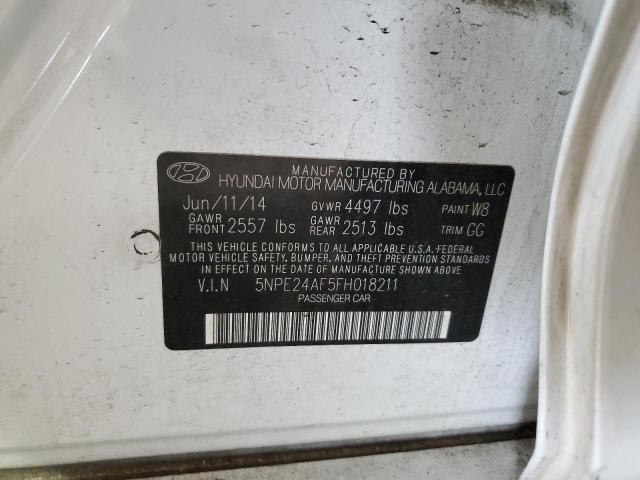 MANUFACTURED BY
HYUNDAI MOTOR MANUFACTURING ALABAMA, LLC
Jun/11/14 GVWR 4497 lbs PAINT W8
GAWR FRONT 2557 lbs GAWR REAR 2513 lbs TRIM GG
THIS VEHICLE CONFORMS TO ALL APPLICABLE U.S.A. FEDERAL
MOTOR VEHICLE SAFETY, BUMPER, AND THEFT PREVENTION STANDARDS
IN EFFECT ON THE DATE OF MANUFACTURE SHOWN ABOVE.
V.I.N 5NPE24AF5FH018211
PASSENGER CAR